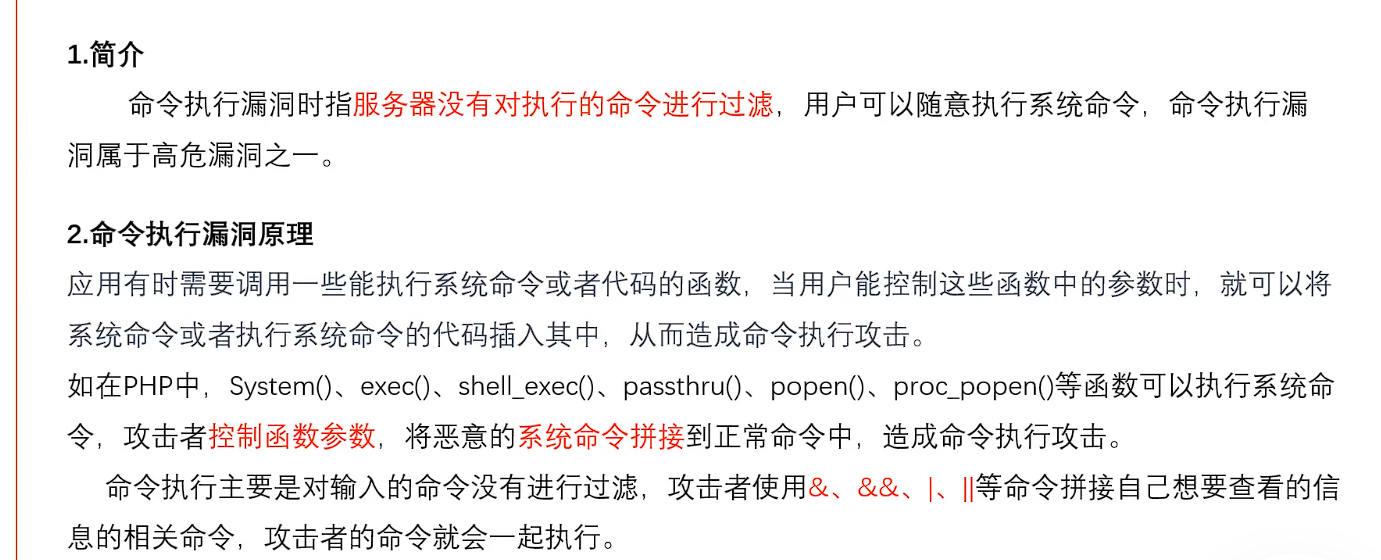 1.简介
命令执行漏洞时指服务器没有对执行的命令进行过滤，用户可以随意执行系统命令，命令执行漏
洞属于高危漏洞之一。
2.命令执行漏洞原理
应用有时需要调用一些能执行系统命令或者代码的函数，当用户能控制这些函数中的参数时，就可以将
系统命令或者执行系统命令的代码插入其中，从而造成命令执行攻击。
如在PHP中，System()、exec()、shell_exec()、passthru()、popen()、proc_popen()等函数可以执行系统命
令，攻击者控制函数参数，将恶意的系统命令拼接到正常命令中，造成命令执行攻击。
命令执行主要是对输入的命令没有进行过滤，攻击者使用&、&&、|、||等命令拼接自己想要查看的信
息的相关命令，攻击者的命令就会一起执行。